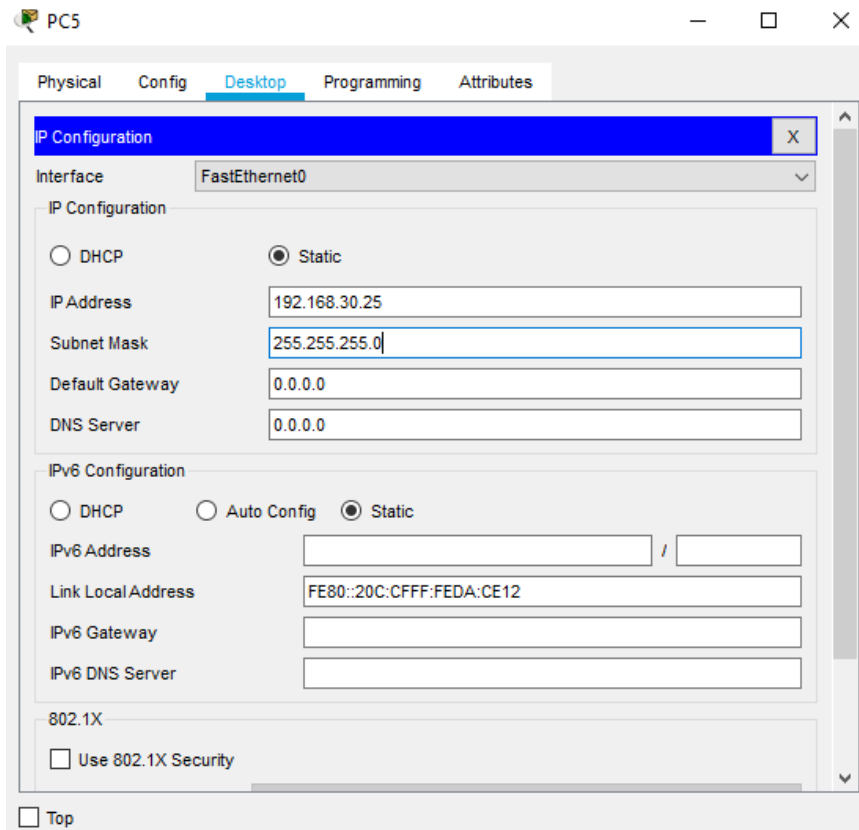 PC5
Physical Config Desktop Programming Attributes
IP Configuration X
Interface FastEthernet0
IP Configuration
DHCP Static
IP Address 192.168.30.25
Subnet Mask 255.255.255.0
Default Gateway 0.0.0.0
DNS Server 0.0.0.0
IPv6 Configuration
DHCP Auto Config Static
IPv6 Address /
Link Local Address FE80::20C:CFFF:FEDA:CE12
IPv6 Gateway
IPv6 DNS Server
802.1X
Use 802.1X Security
Top